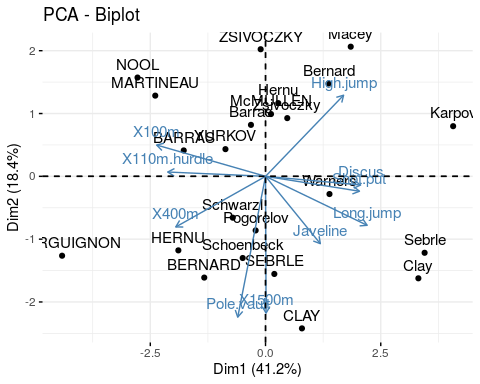 PCA - Biplot
ZSIVOCZKY
Macey
NOOL
Bernard
MARTINEAU
High.jump
Hernu
McMULLEN
Zsivoczky
Barras
Karpov
X100m
BARRAS
YURKOV
X110m.hurdle
Discus
Shot.put
Warners
Schwarzl
X400m
Long.jump
Pogorelov
Javeline
HERNU
Schoenbeck
Sebrle
RGUIGNON
BERNARD
SEBRLE
Clay
Pole.vault
X1500m
CLAY
2
1
0
-1
-2
-2.5
0.0
2.5
Dim1 (41.2%)
Dim2 (18.4%)